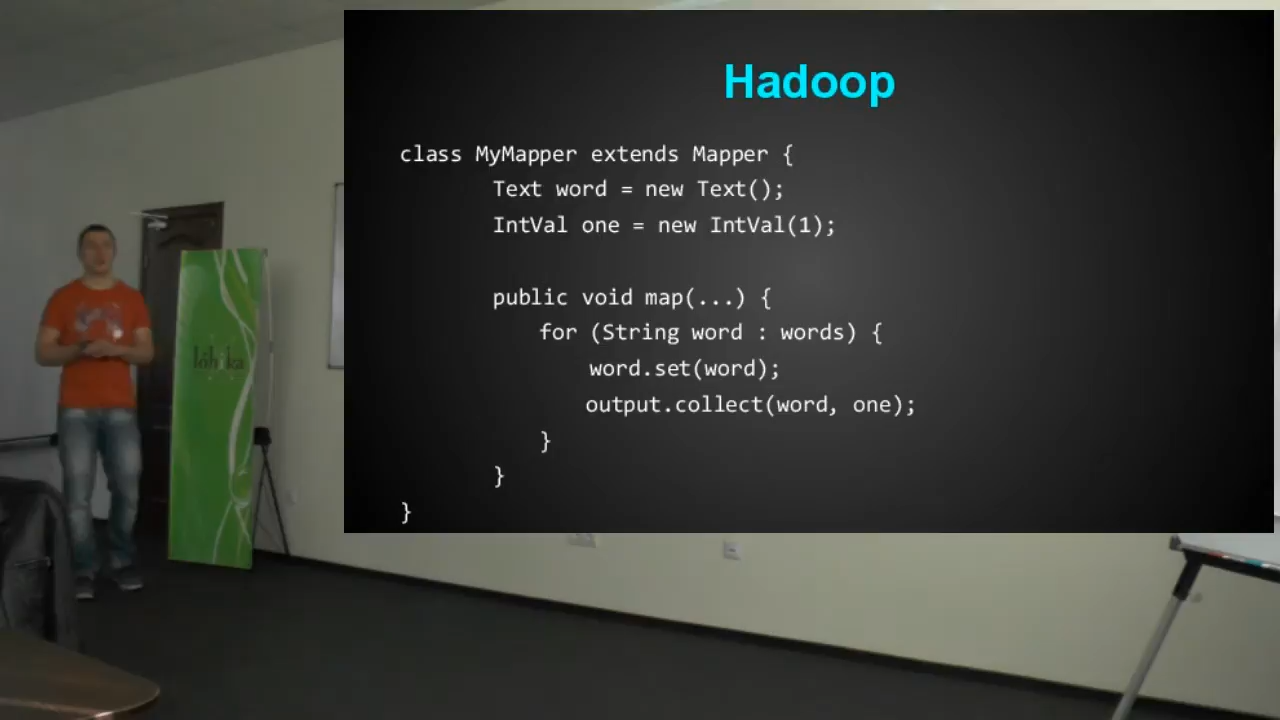 Hadoop
class MyMapper extends Mapper {
Text word = new Text();
IntVal one = new IntVal(1);
public void map(...) {
for (String word : words) {
word.set(word);
output.collect(word, one);
}
}
}
lohika